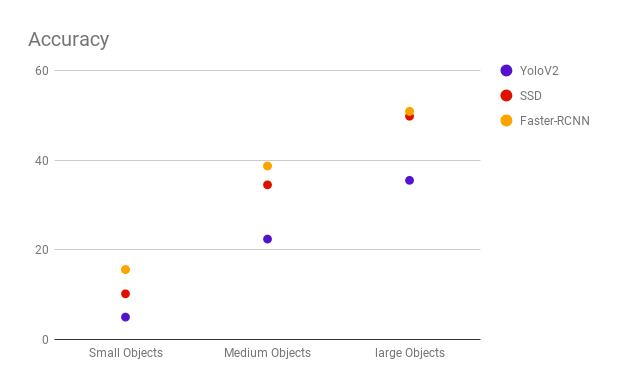 Accuracy
60
40
20
0
Small Objects
Medium Objects
large Objects
YoloV2
SSD
Faster-RCNN